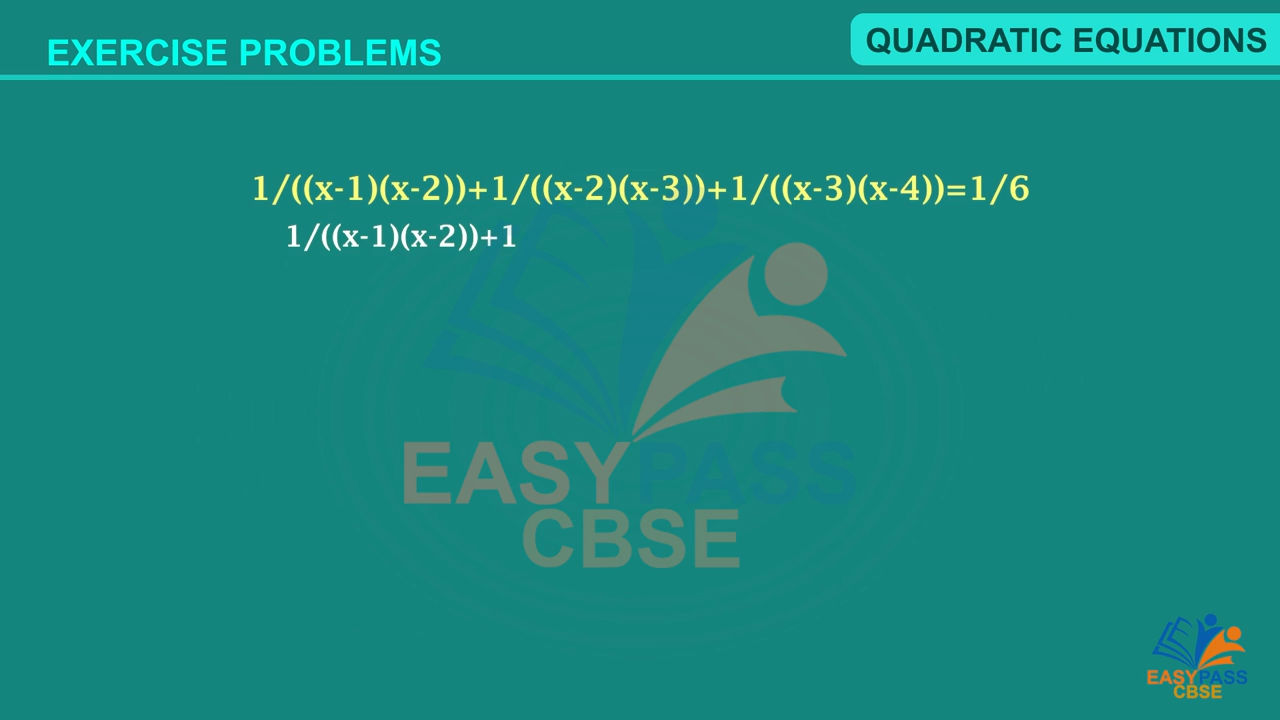 EXERCISE PROBLEMS
QUADRATIC EQUATIONS
1/((x-1)(x-2))+1/((x-2)(x-3))+1/((x-3)(x-4))=1/6
1/((x-1)(x-2))+1
EASYPASS
CBSE
EASYPASS
CBSE